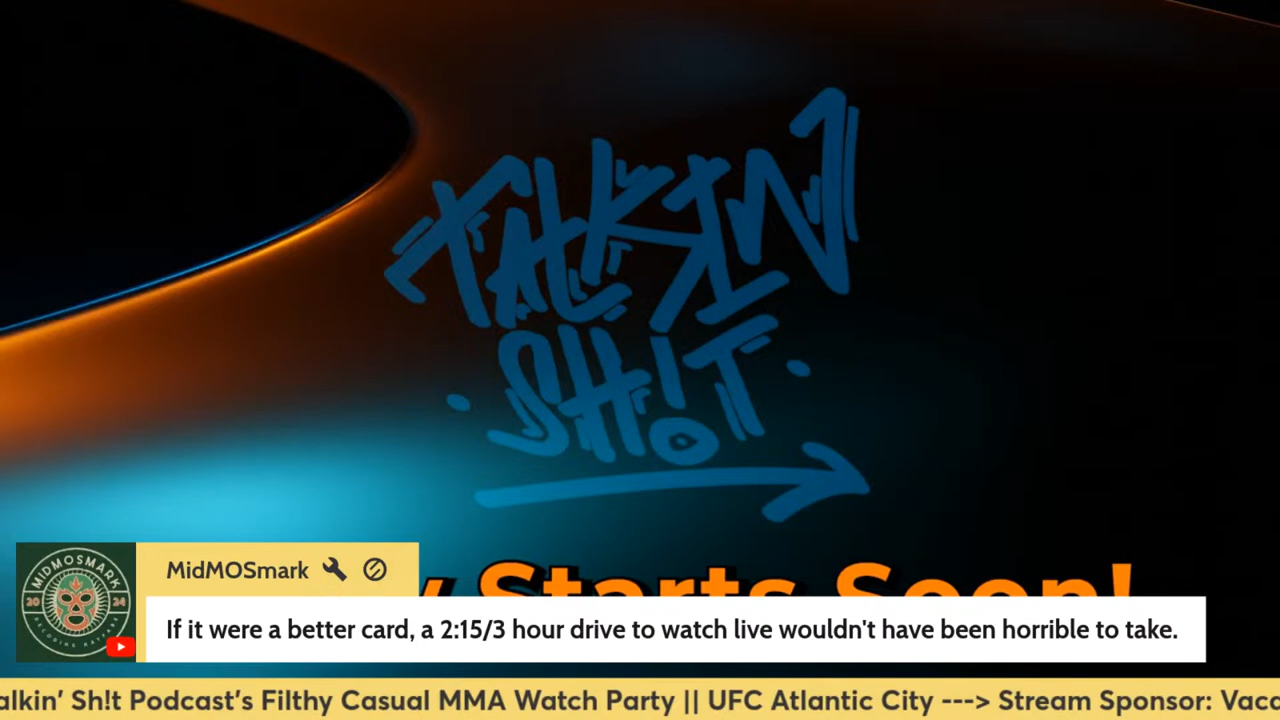 TALKIN
SH!T
Starts Soon!
MIDMOSMARK
20 24
MidMOSmark
If it were a better card, a 2:15/3 hour drive to watch live wouldn't have been horrible to take.
alkin' Sh!t Podcast's Filthy Casual MMA Watch Party || UFC Atlantic City ---> Stream Sponsor: Vaca